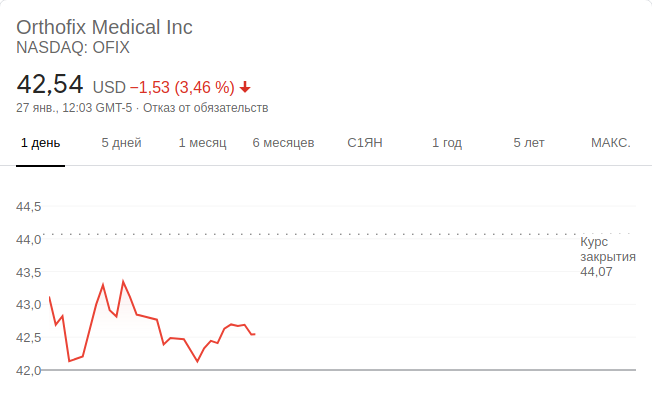 Orthofix Medical Inc
NASDAQ: OFIX
42,54 USD −1,53 (3,46 %)
27 янв., 12:03 GMT-5 · Отказ от обязательств
1 день 5 дней 1 месяц 6 месяцев С1ЯН 1 год 5 лет МАКС.
44,5
44,0
43,5
43,0
42,5
42,0
Курс
закрытия
44,07